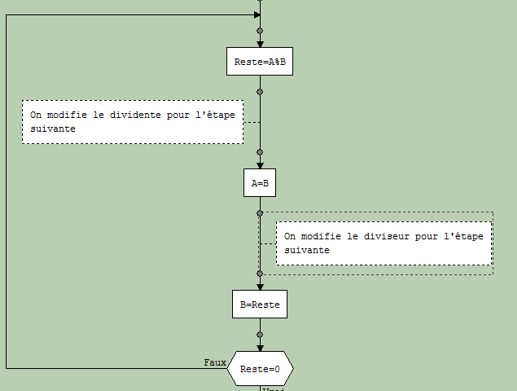 Reste=A%B
On modifie le dividente pour l'étape
suivante
A=B
On modifie le diviseur pour l'étape
suivante
B=Reste
Faux
Reste=0